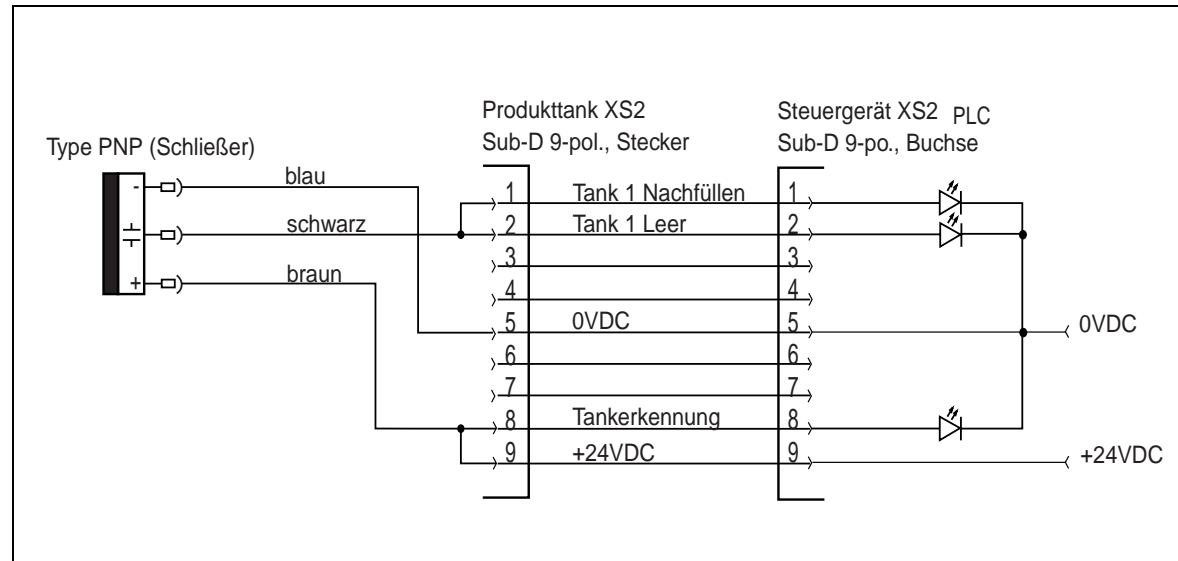 Produkttank XS2
Sub-D 9-pol., Stecker
Steuergerät XS2 PLC
Sub-D 9-po., Buchse
Type PNP (Schließer)
-
+
blau
schwarz
braun
1 Tank 1 Nachfüllen 1
2 Tank 1 Leer 2
3 3
4 4
5 0VDC 5 0VDC
6 6
7 7
8 Tankerkennung 8
9 +24VDC 9 +24VDC